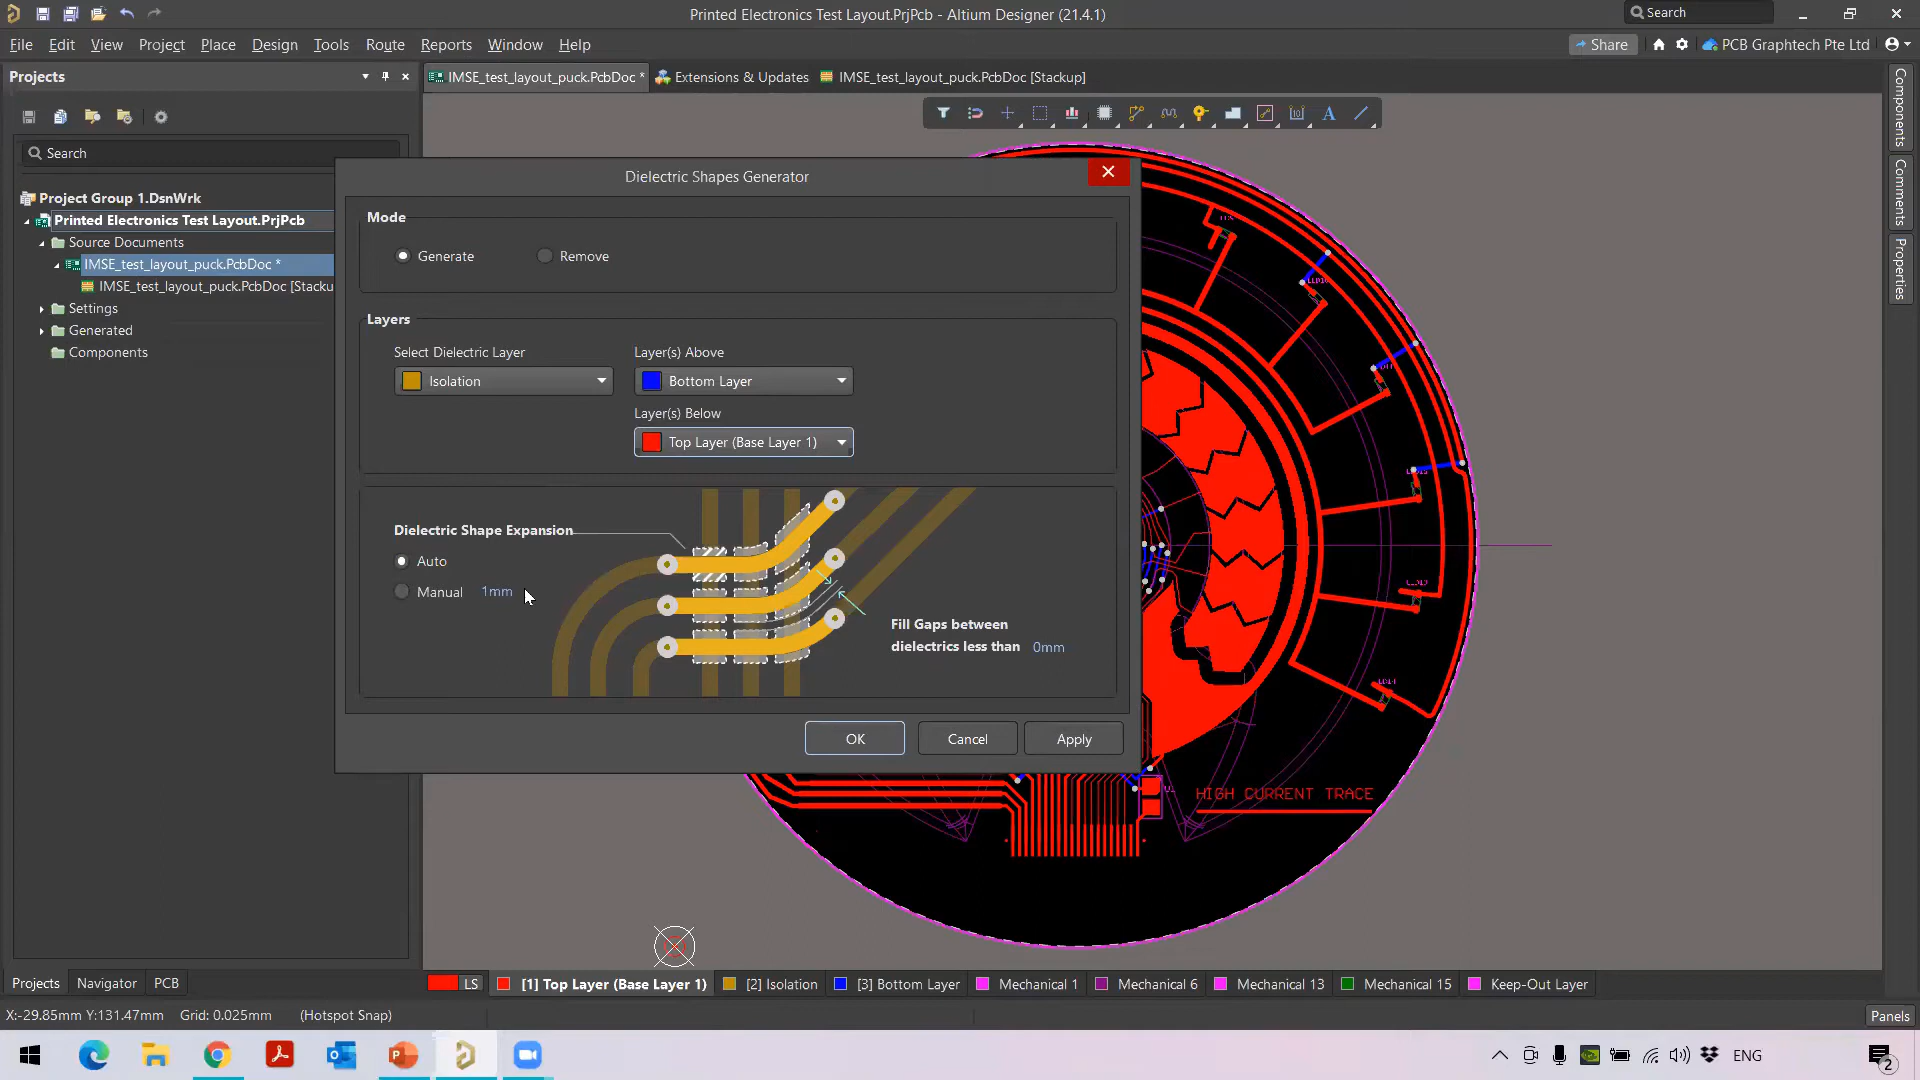 Printed Electronics Test Layout.PrjPcb - Altium Designer (21.4.1)
Search
File Edit View Project Place Design Tools Route Reports Window Help
Share
PCB Graphtech Pte Ltd
Projects
IMSE_test_layout_puck.PcbDoc *
Extensions & Updates
IMSE_test_layout_puck.PcbDoc [Stackup]
Components
Comments
Properties
Search
Project Group 1.DsnWrk
Printed Electronics Test Layout.PrjPcb
Source Documents
IMSE_test_layout_puck.PcbDoc *
IMSE_test_layout_puck.PcbDoc [Stacku
Settings
Generated
Components
Dielectric Shapes Generator
Mode
Generate
Remove
Layers
Select Dielectric Layer
Layer(s) Above
Isolation
Bottom Layer
Layer(s) Below
Top Layer (Base Layer 1)
Dielectric Shape Expansion
Auto
Manual 1mm
Fill Gaps between
dielectrics less than 0mm
OK
Cancel
Apply
HIGH CURRENT TRACE
Projects Navigator PCB
LS
[1] Top Layer (Base Layer 1)
[2] Isolation
[3] Bottom Layer
Mechanical 1
Mechanical 6
Mechanical 13
Mechanical 15
Keep-Out Layer
X:-29.85mm Y:131.47mm Grid: 0.025mm (Hotspot Snap)
Panels
ENG
2